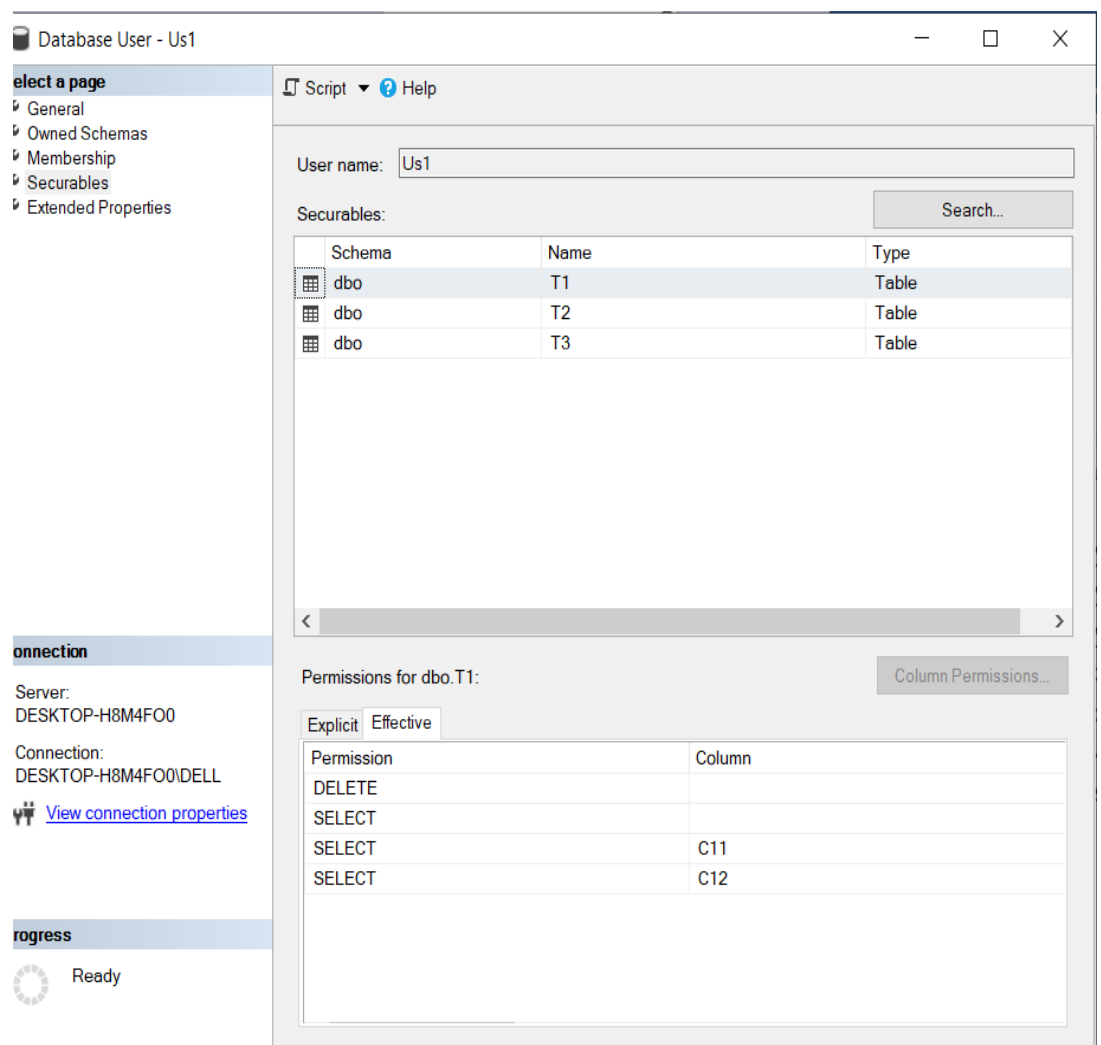 Database User - Us1
elect a page
General
Owned Schemas
Membership
Securables
Extended Properties
Script Help
User name: Us1
Securables:
Search...
Schema Name Type
dbo T1 Table
dbo T2 Table
dbo T3 Table
onnection
Server:
DESKTOP-H8M4FO0
Connection:
DESKTOP-H8M4FO0\DELL
View connection properties
rogress
Ready
Permissions for dbo.T1:
Column Permissions...
Explicit Effective
Permission Column
DELETE
SELECT
SELECT C11
SELECT C12